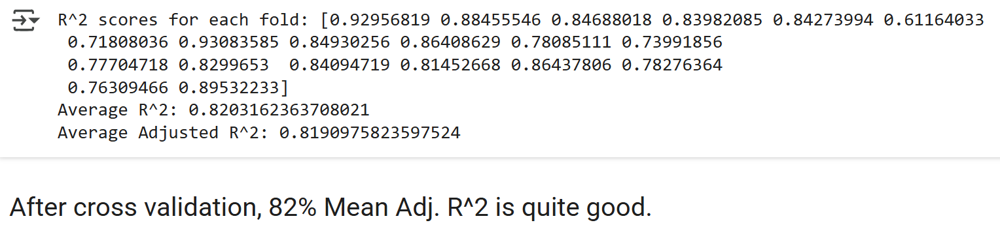 R^2 scores for each fold: [0.92956819 0.88455546 0.84688018 0.83982085 0.84273994 0.61164033
0.71808036 0.93083585 0.84930256 0.86408629 0.78085111 0.73991856
0.77704718 0.8299653  0.84094719 0.81452668 0.86437806 0.78276364
0.76309466 0.89532233]
Average R^2: 0.8203162363708021
Average Adjusted R^2: 0.8190975823597524
After cross validation, 82% Mean Adj. R^2 is quite good.